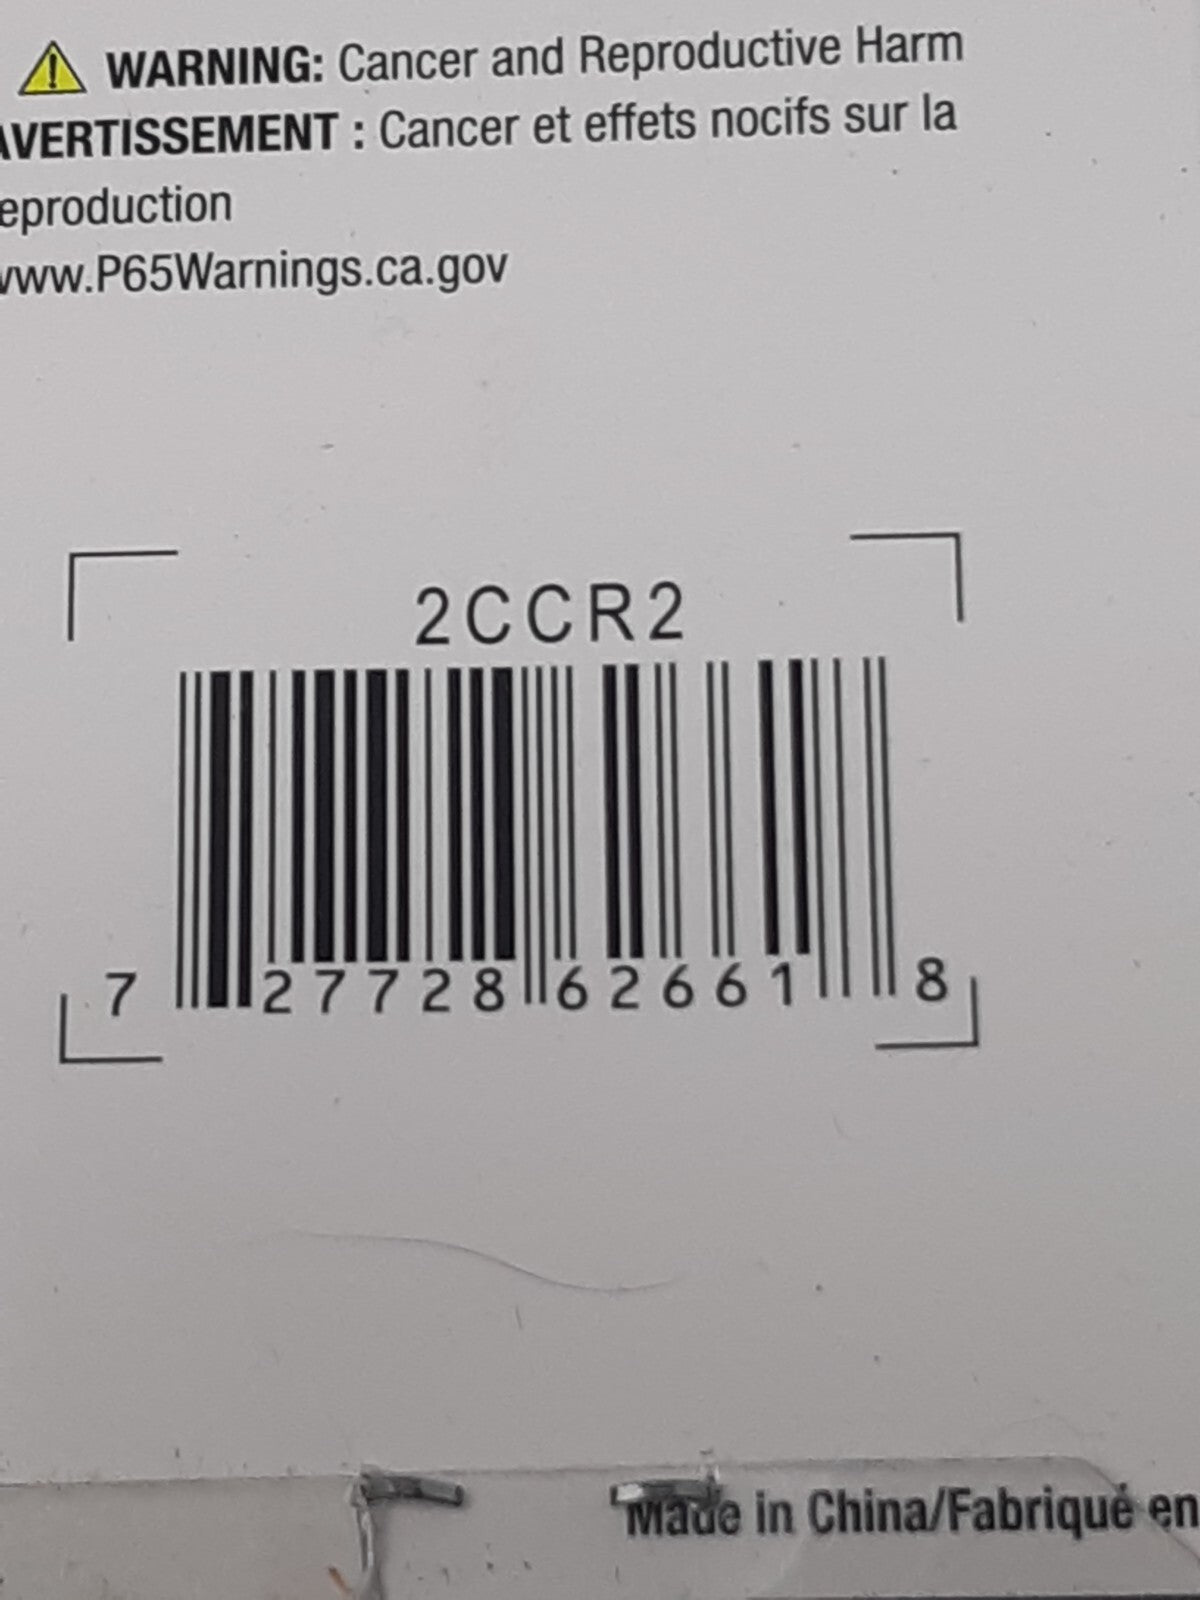 WARNING: Cancer and Reproductive Harm
AVERTISSEMENT : Cancer et effets nocifs sur la
eproduction
www.P65Warnings.ca.gov
2CCR2
7 27728 62661 8
Made in China/Fabriqué en